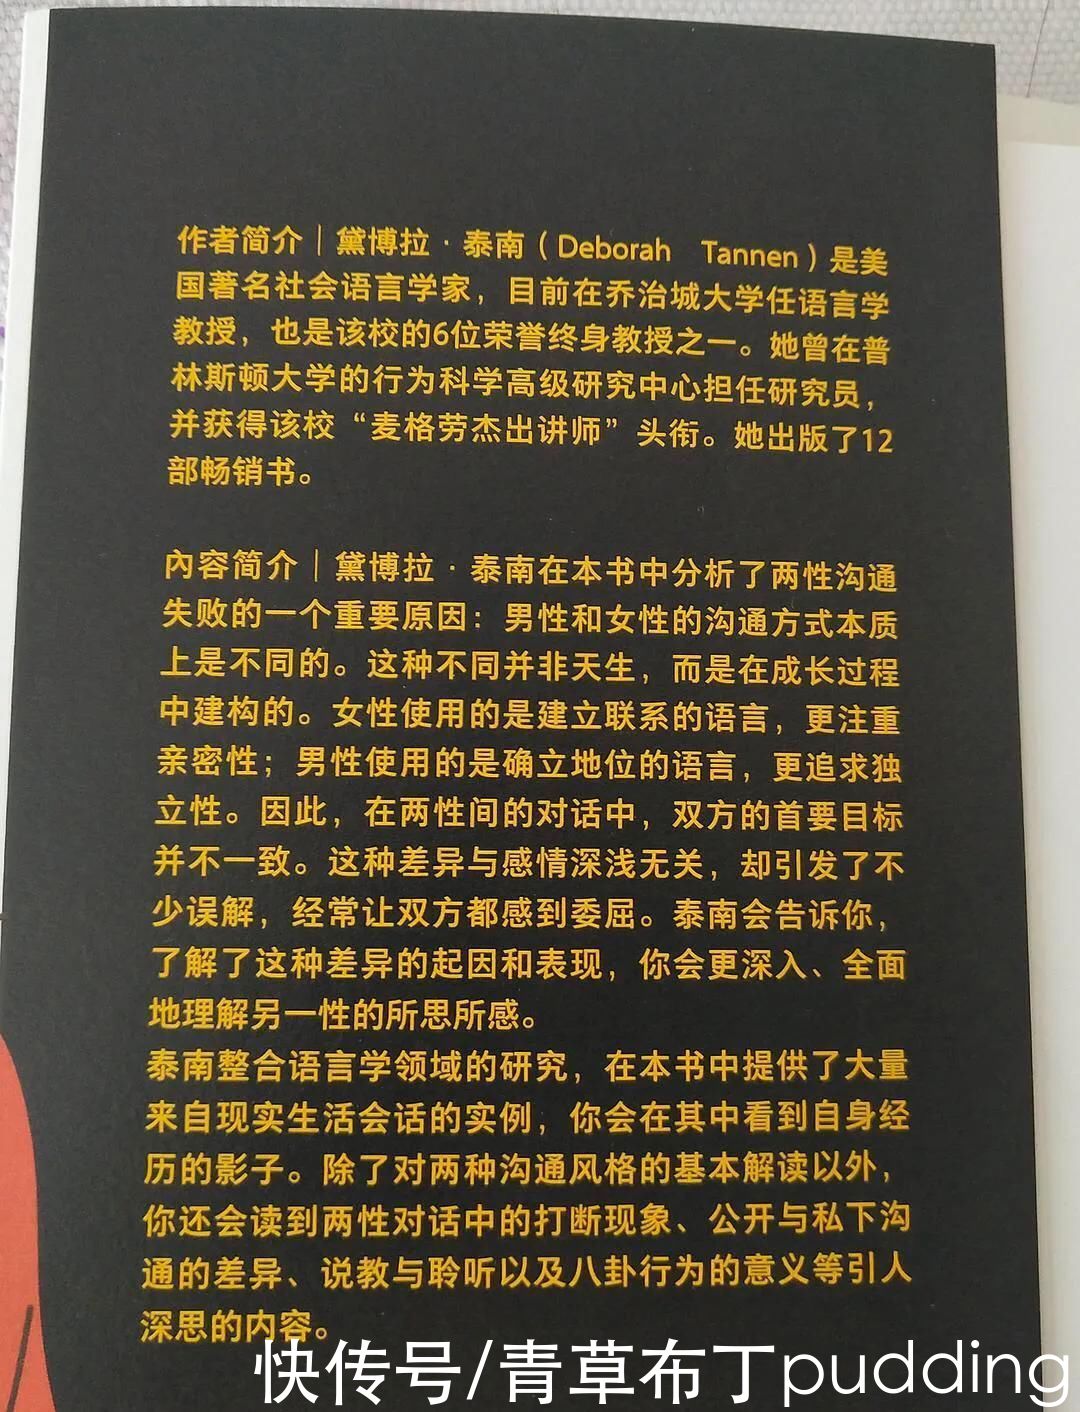 作者简介｜黛博拉·泰南（Deborah Tannen）是美
国著名社会语言学家，目前在乔治城大学任语言学
教授，也是该校的6位荣誉终身教授之一。她曾在普
林斯顿大学的行为科学高级研究中心担任研究员，
并获得该校“麦格劳杰出讲师”头衔。她出版了12
部畅销书。
内容简介｜黛博拉·泰南在本书中分析了两性沟通
失败的一个重要原因：男性和女性的沟通方式本质
上是不同的。这种不同并非天生，而是在成长过程
中建构的。女性使用的是建立联系的语言，更注重
亲密性；男性使用的是确立地位的语言，更追求独
立性。因此，在两性间的对话中，双方的首要目标
并不一致。这种差异与感情深浅无关，却引发了不
少误解，经常让双方都感到委屈。泰南会告诉你，
了解了这种差异的起因和表现，你会更深入、全面
地理解另一性的所思所感。
泰南整合语言学领域的研究，在本书中提供了大量
来自现实生活会话的实例，你会在其中看到自身经
历的影子。除了对两种沟通风格的基本解读以外，
你还会读到两性对话中的打断现象、公开与私下沟
通的差异、说教与聆听以及八卦行为的意义等引人
深思的内容。
快传号/青草布丁pudding